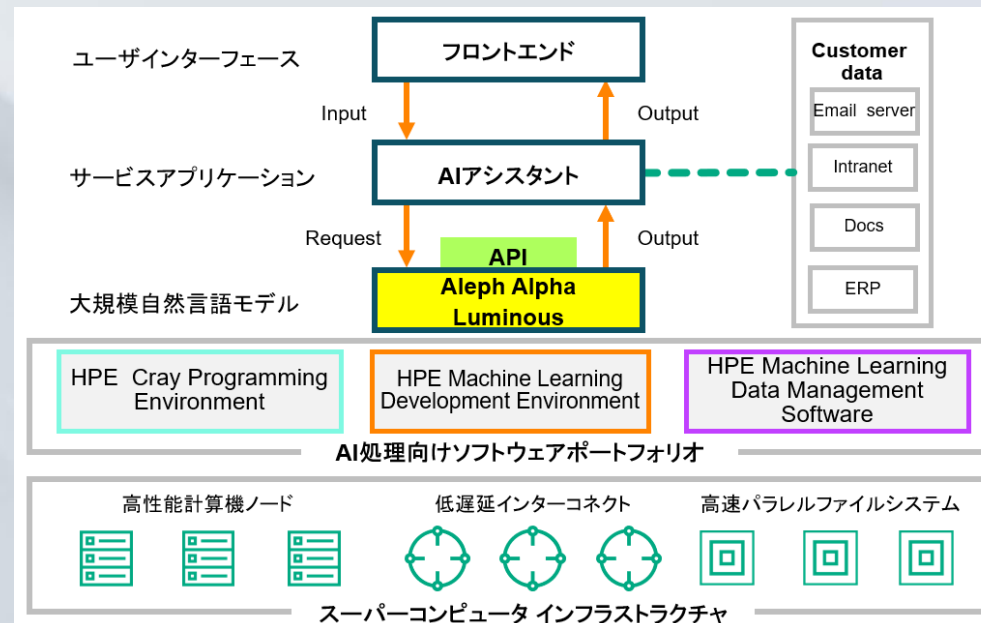 ユーザインターフェース
フロントエンド
Input
Output
サービスアプリケーション
AIアシスタント
Request
Output
API
大規模自然言語モデル
Aleph Alpha
Luminous
Customer
data
Email server
Intranet
Docs
ERP
HPE Cray Programming
Environment
HPE Machine Learning
Development Environment
HPE Machine Learning
Data Management
Software
AI処理向けソフトウェアポートフォリオ
高性能計算機ノード
低遅延インターコネクト
高速パラレルファイルシステム
スーパーコンピュータ インフラストラクチャ